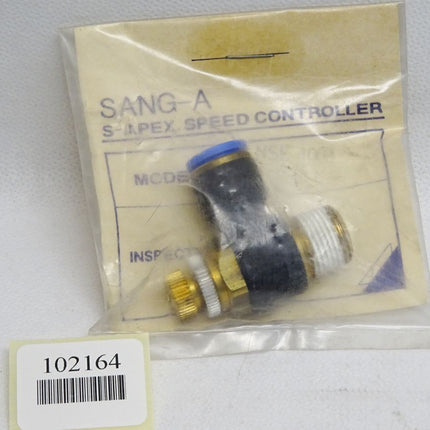 SANG-A
S-APEX SPEED CONTROLLER
MODE
INSPECT
102164